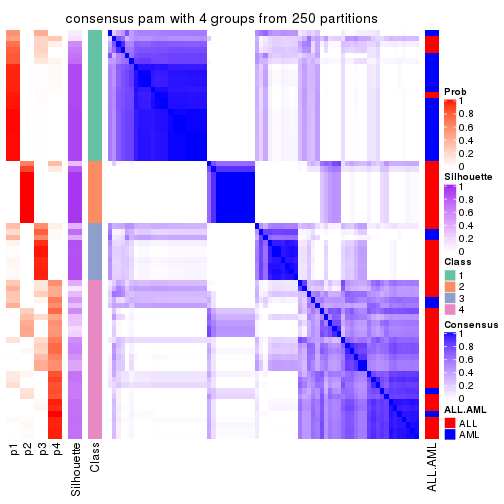 consensus pam with 4 groups from 250 partitions
Prob
1
0.8
0.6
0.4
0.2
0
Silhouette
1
0.8
0.6
0.4
0.2
0
Class
1
2
3
4
Consensus
1
0.8
0.6
0.4
0.2
0
ALL.AML
ALL
AML
p1
p2
p3
p4
Silhouette
Class
ALL.AML